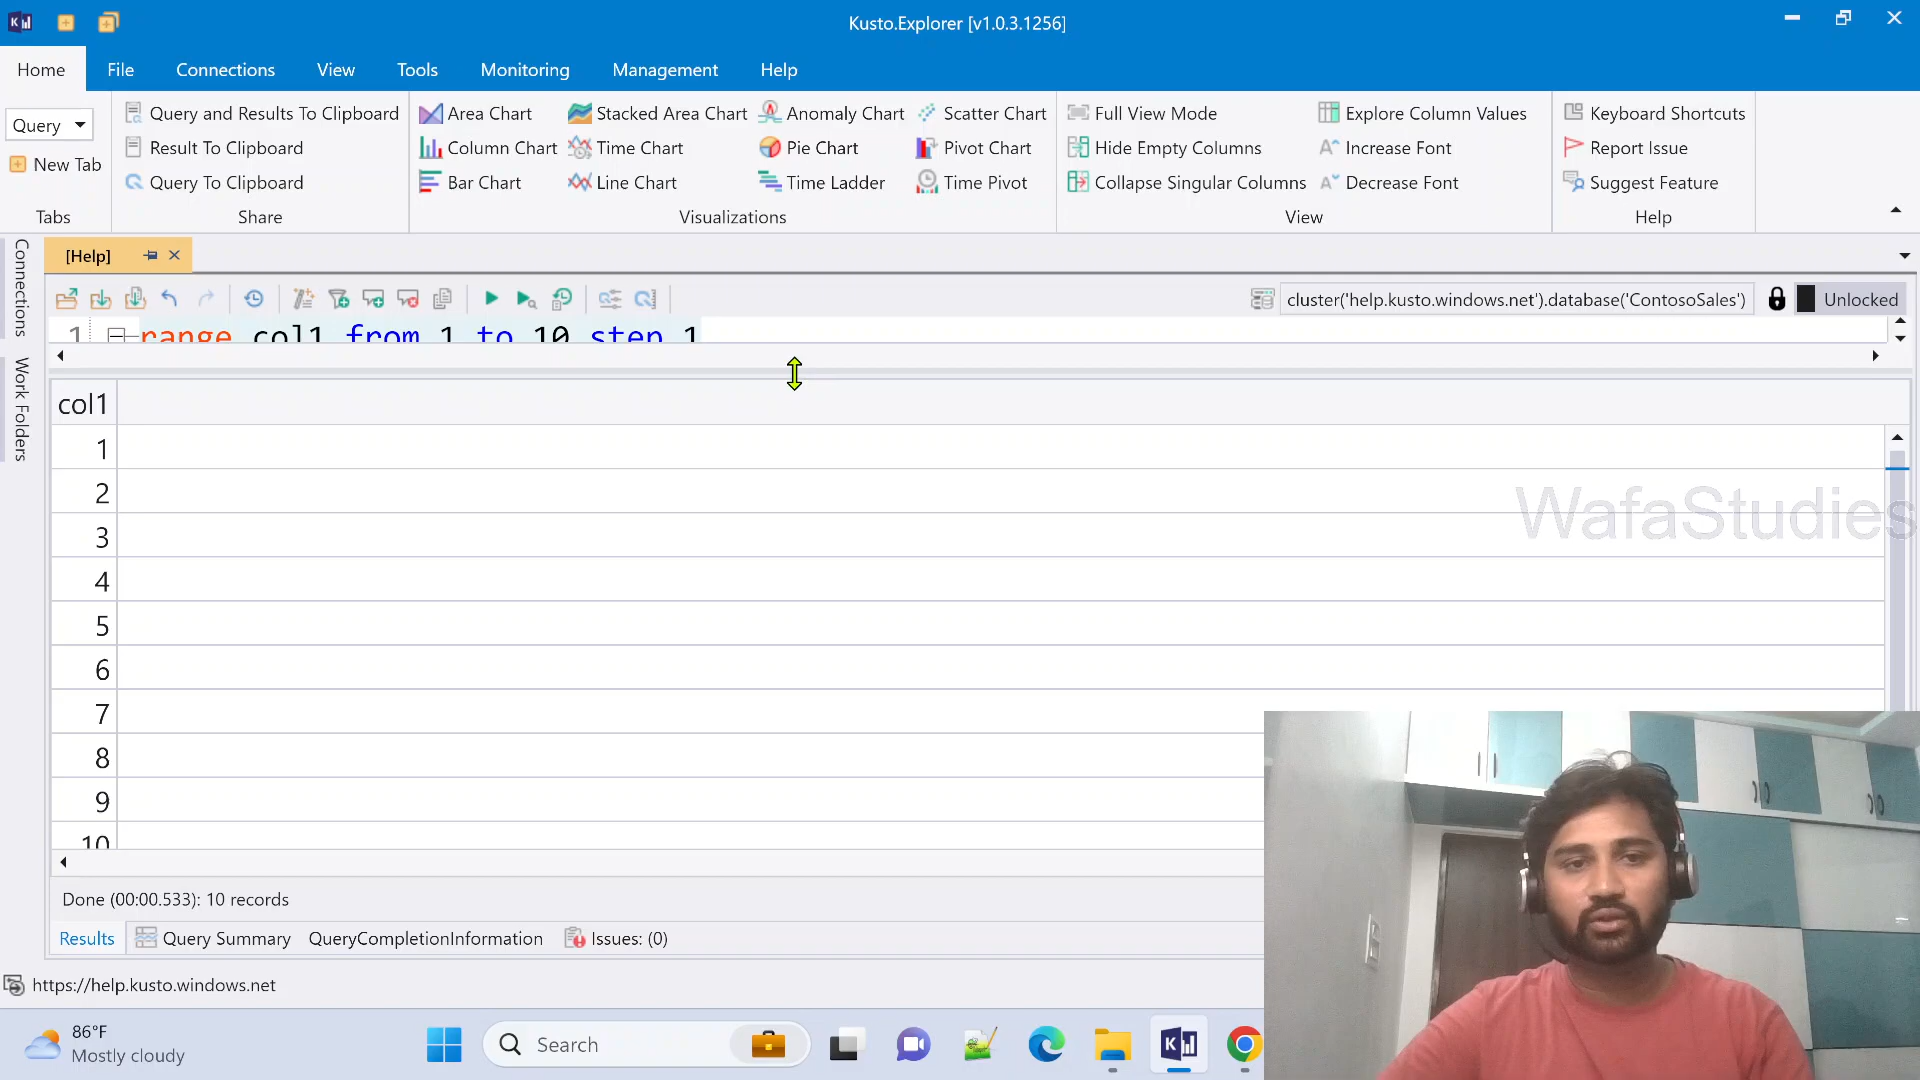 Kusto.Explorer [v1.0.3.1256]
Home File Connections View Tools Monitoring Management Help
Query
New Tab
Tabs
Query and Results To Clipboard
Result To Clipboard
Query To Clipboard
Share
Area Chart Stacked Area Chart Anomaly Chart Scatter Chart
Column Chart Time Chart Pie Chart Pivot Chart
Bar Chart Line Chart Time Ladder Time Pivot
Visualizations
Full View Mode Explore Column Values
Hide Empty Columns Increase Font
Collapse Singular Columns Decrease Font
View
Keyboard Shortcuts
Report Issue
Suggest Feature
Help
Connections
Work Folders
[Help]
cluster('help.kusto.windows.net').database('ContosoSales') Unlocked
1 range col1 from 1 to 10 step 1
col1
1
2
3
4
5
6
7
8
9
10
WafaStudies
Done (00:00.533): 10 records
Results Query Summary QueryCompletionInformation Issues: (0)
https://help.kusto.windows.net
86°F
Mostly cloudy
Search